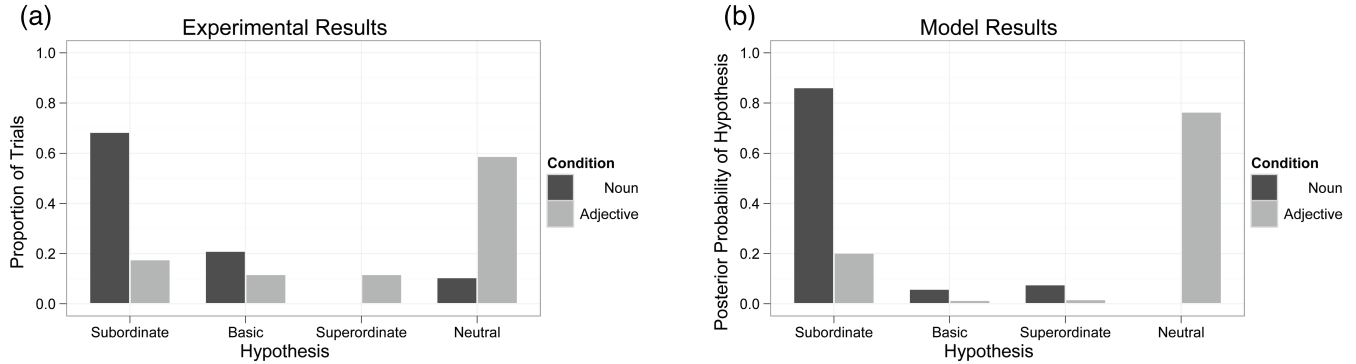 (a)
Experimental Results
Proportion of Trials
1.0
0.8
0.6
0.4
0.2
0.0
Subordinate Basic Superordinate Neutral
Hypothesis
Condition
Noun
Adjective
(b)
Model Results
Posterior Probability of Hypothesis
1.0
0.8
0.6
0.4
0.2
0.0
Subordinate Basic Superordinate Neutral
Hypothesis
Condition
Noun
Adjective